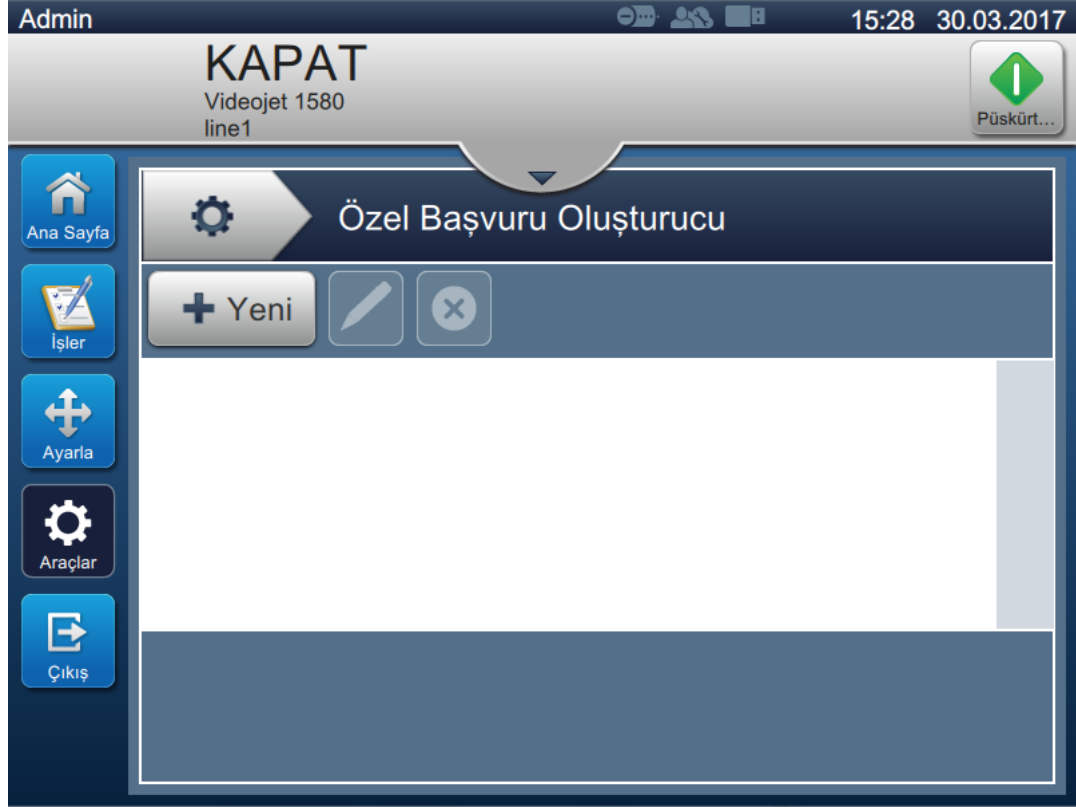 Admin 15:28 30.03.2017
KAPAT
Videojet 1580
line1
Püskürt...
Ana Sayfa
Özel Başvuru Oluşturucu
Yeni
İşler
Ayarla
Araçlar
Çıkış